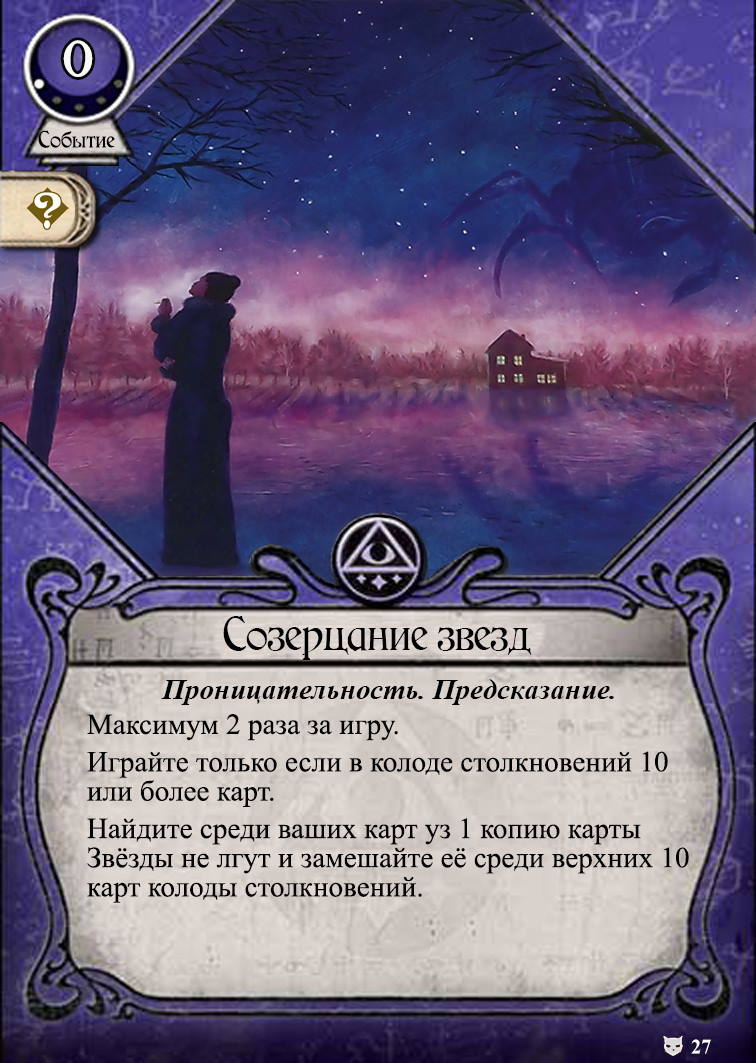 0
Событие
?
Созерцание звезд
Проницательность. Предсказание.
Максимум 2 раза за игру.
Играйте только если в колоде столкновений 10
или более карт.
Найдите среди ваших карт уз 1 копию карты
Звёзды не лгут и замешайте её среди верхних 10
карт колоды столкновений.
27